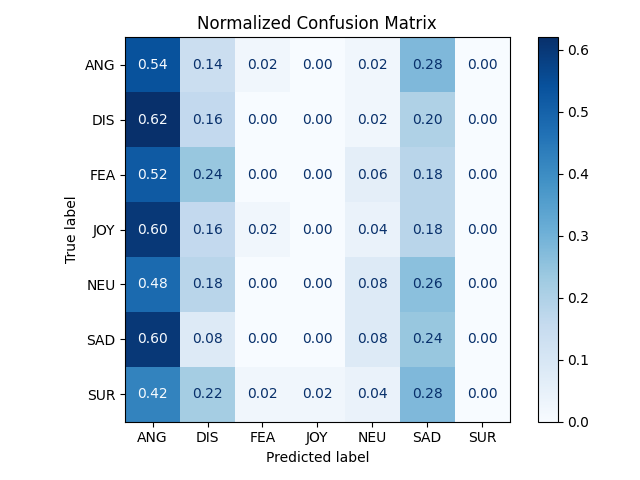 Normalized Confusion Matrix
True label
ANG 0.54 0.14 0.02 0.00 0.02 0.28 0.00
DIS 0.62 0.16 0.00 0.00 0.02 0.20 0.00
FEA 0.52 0.24 0.00 0.00 0.06 0.18 0.00
JOY 0.60 0.16 0.02 0.00 0.04 0.18 0.00
NEU 0.48 0.18 0.00 0.00 0.08 0.26 0.00
SAD 0.60 0.08 0.00 0.00 0.08 0.24 0.00
SUR 0.42 0.22 0.02 0.02 0.04 0.28 0.00
ANG DIS FEA JOY NEU SAD SUR
Predicted label
0.6
0.5
0.4
0.3
0.2
0.1
0.0